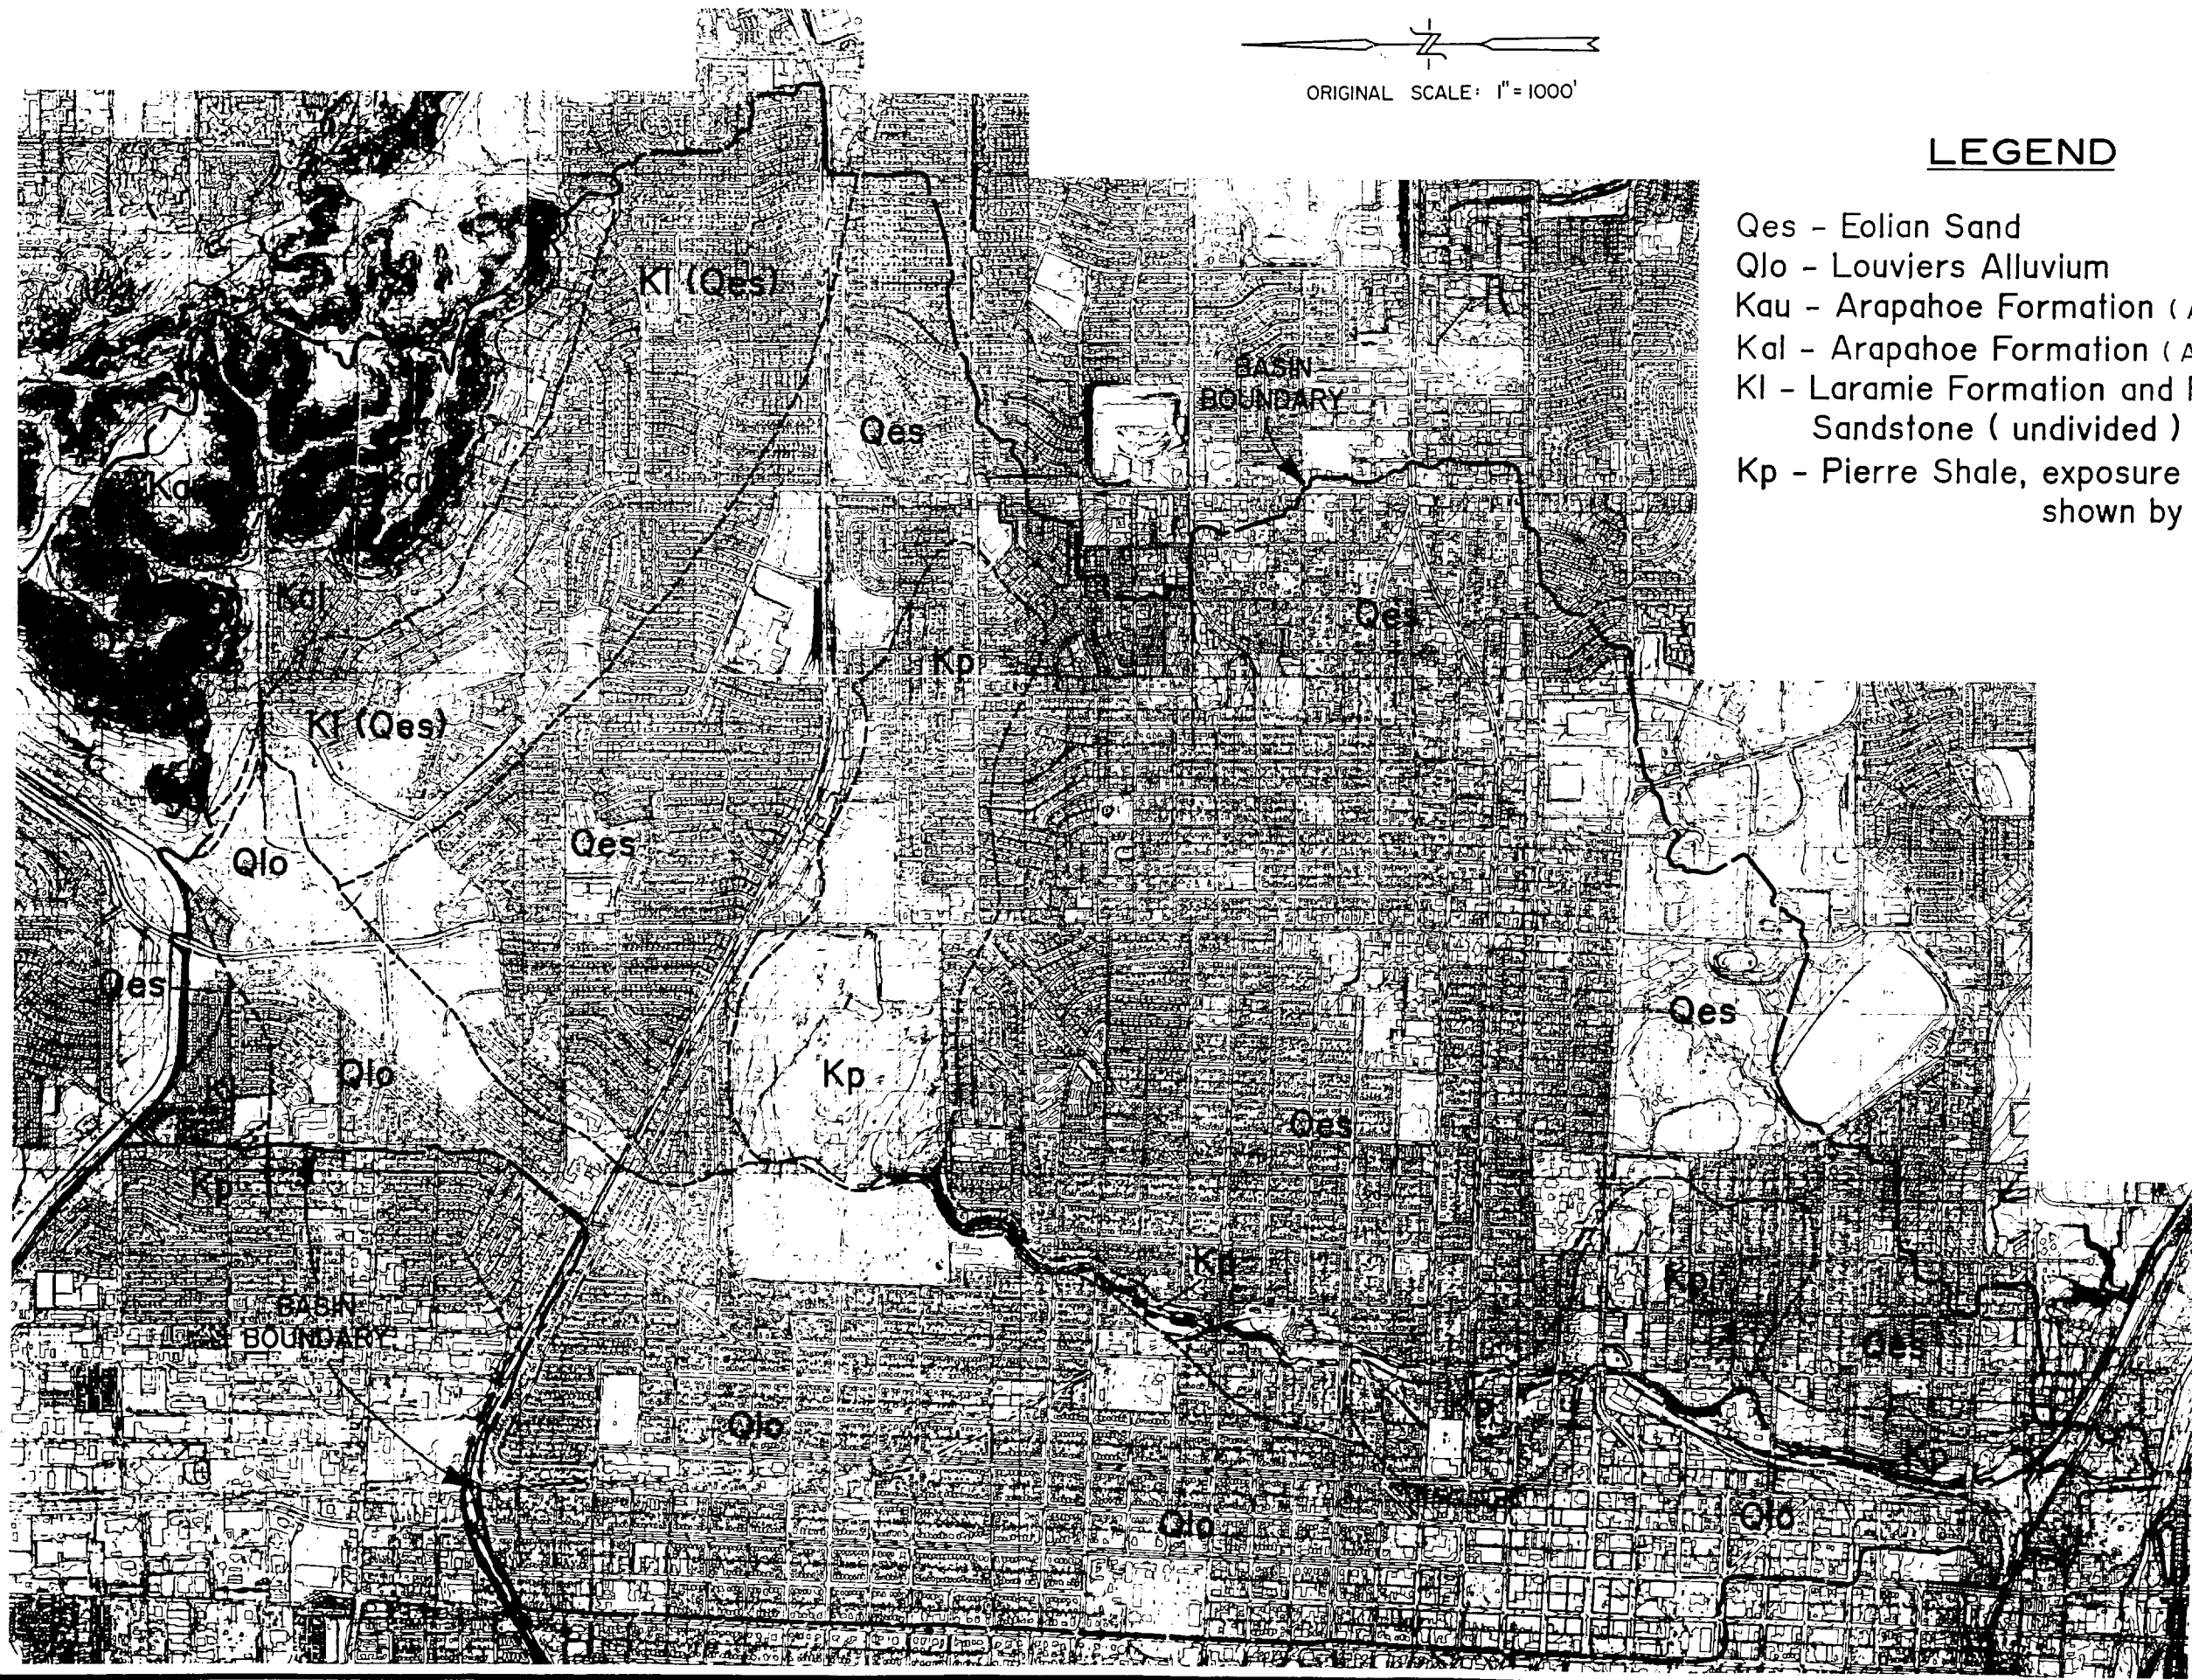 ORIGINAL SCALE: 1"=1000'
LEGEND
Qes - Eolian Sand
Qlo - Louviers Alluvium
Kau - Arapahoe Formation (
Kal - Arapahoe Formation ( A
Kl - Laramie Formation and
Sandstone ( undivided )
Kp - Pierre Shale, exposure
shown by
Kl (Qes)
BASIN
BOUNDARY
Qes
Kal
Qes
Kp
Kl (Qes)
Qes
Qlo
Qes
Qes
Qlo
Kp
Qes
Kp
Kp
Qes
BASIN
BOUNDARY
Kp
Qlo
Kp
Qlo
Qlo